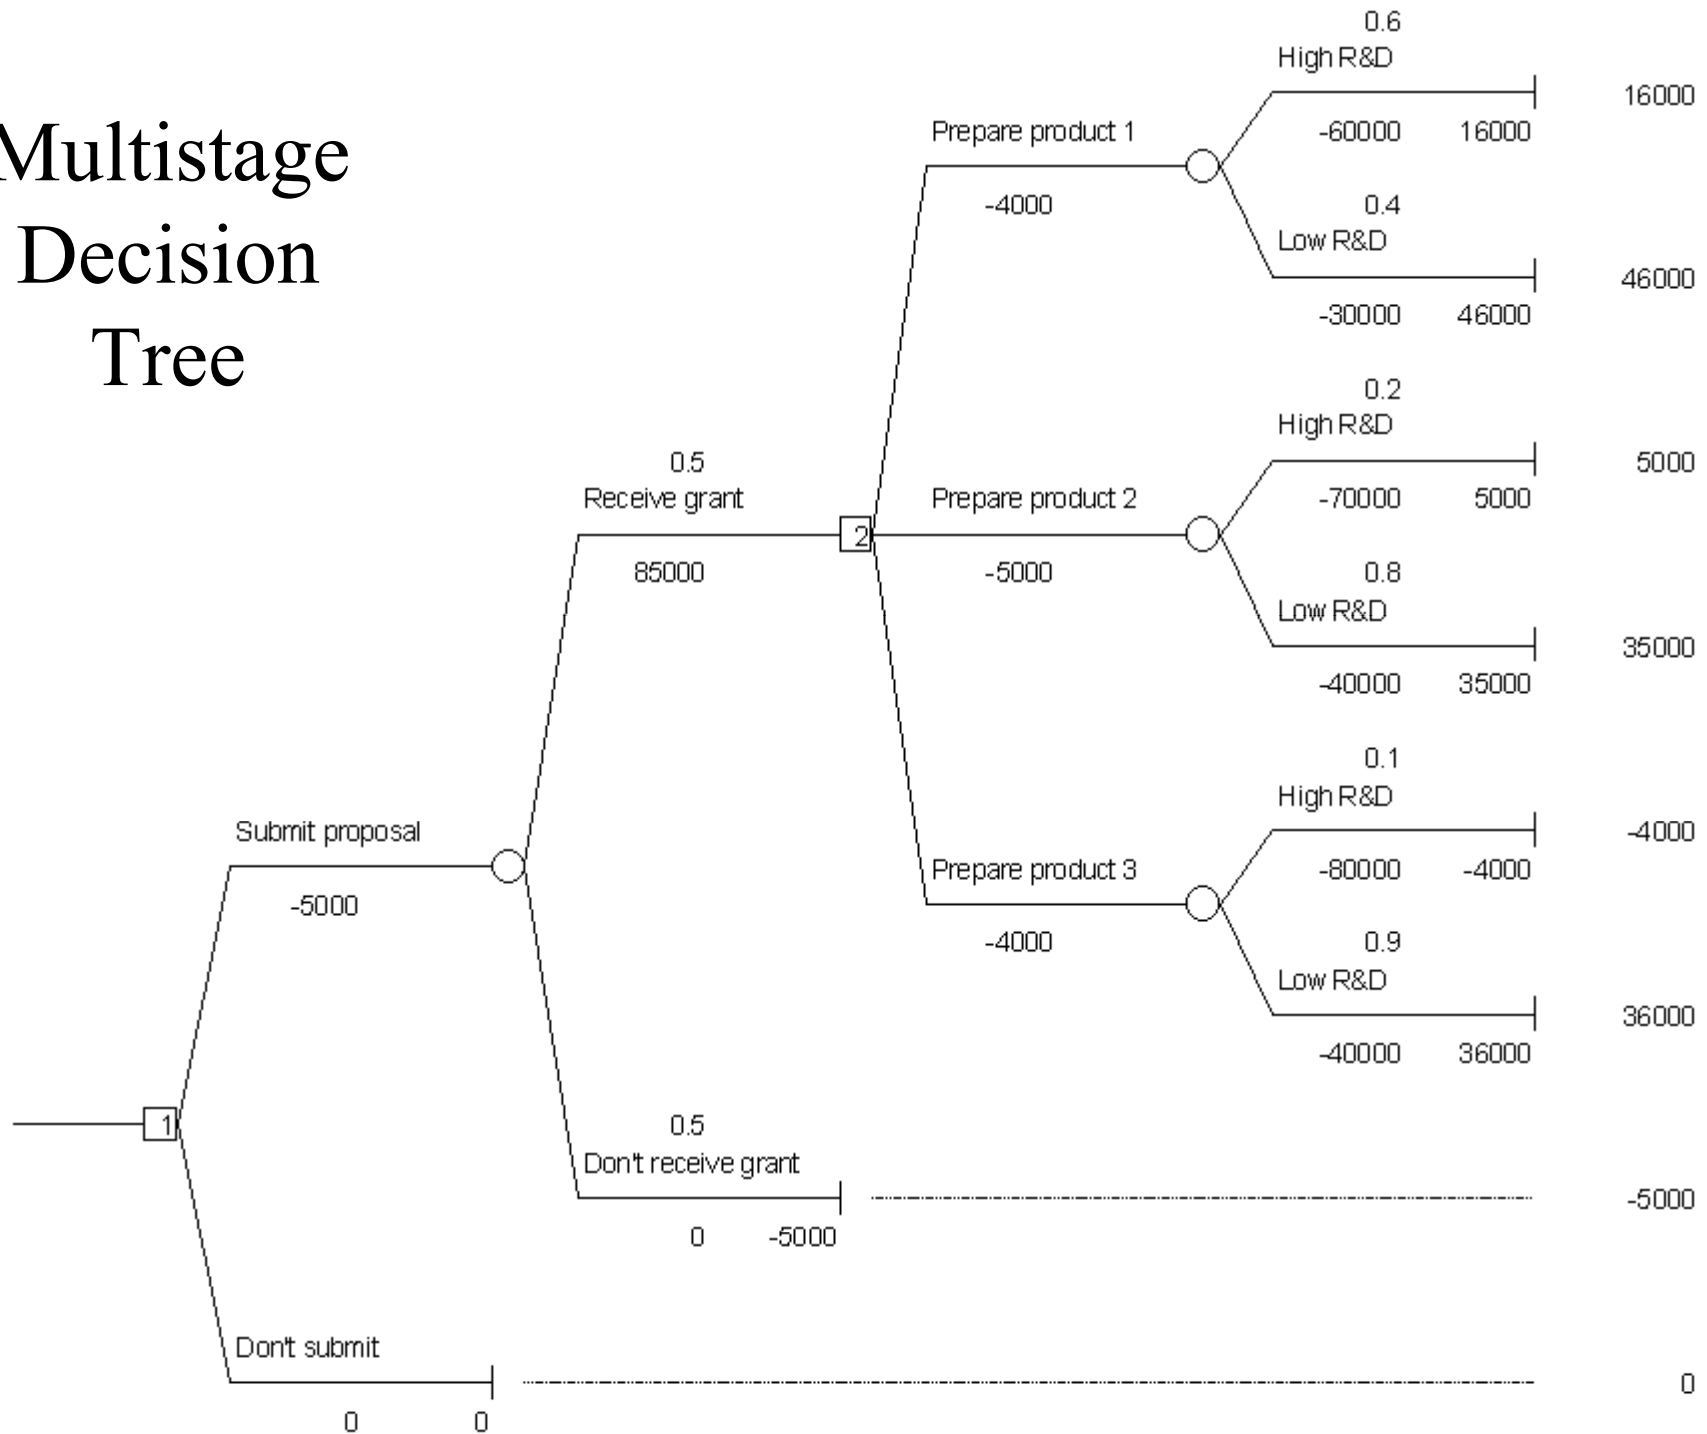 Multistage
Decision
Tree
0.6
High R&D
16000
-60000 16000
Prepare product 1
-4000
0.4
Low R&D
46000
-30000 46000
0.2
High R&D
5000
-70000 5000
0.5
Receive grant
85000
2
Prepare product 2
-5000
0.8
Low R&D
35000
-40000 35000
0.1
High R&D
-4000
-80000 -4000
Prepare product 3
-4000
0.9
Low R&D
36000
-40000 36000
Submit proposal
-5000
1
0.5
Don't receive grant
-5000
0 -5000
Don't submit
0
0 0